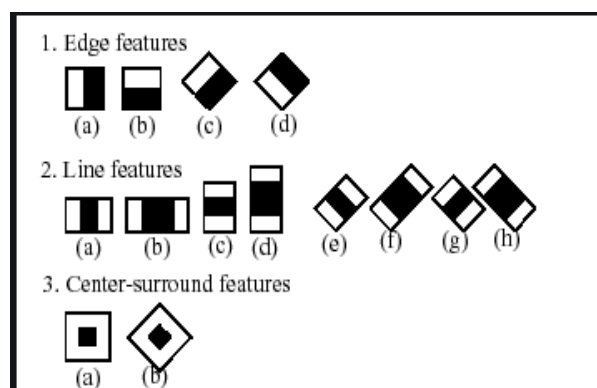 1. Edge features
(a) (b) (c) (d)
2. Line features
(a) (b) (c) (d) (e) (f) (g) (h)
3. Center-surround features
(a) (b)